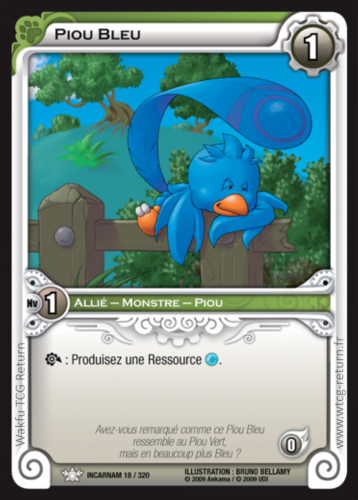 Piou Bleu
1
Nv 1
Allié – Monstre – Piou
: Produisez une Ressource .
Avez-vous remarqué comme ce Piou Bleu
ressemble au Piou Vert,
mais en beaucoup plus Bleu ?
0
INCARNAM 18 / 320
ILLUSTRATION : BRUNO BELLAMY
© 2009 Ankama / © 2009 UDI
Wakfu TCG Return
www.wtcg-return.fr